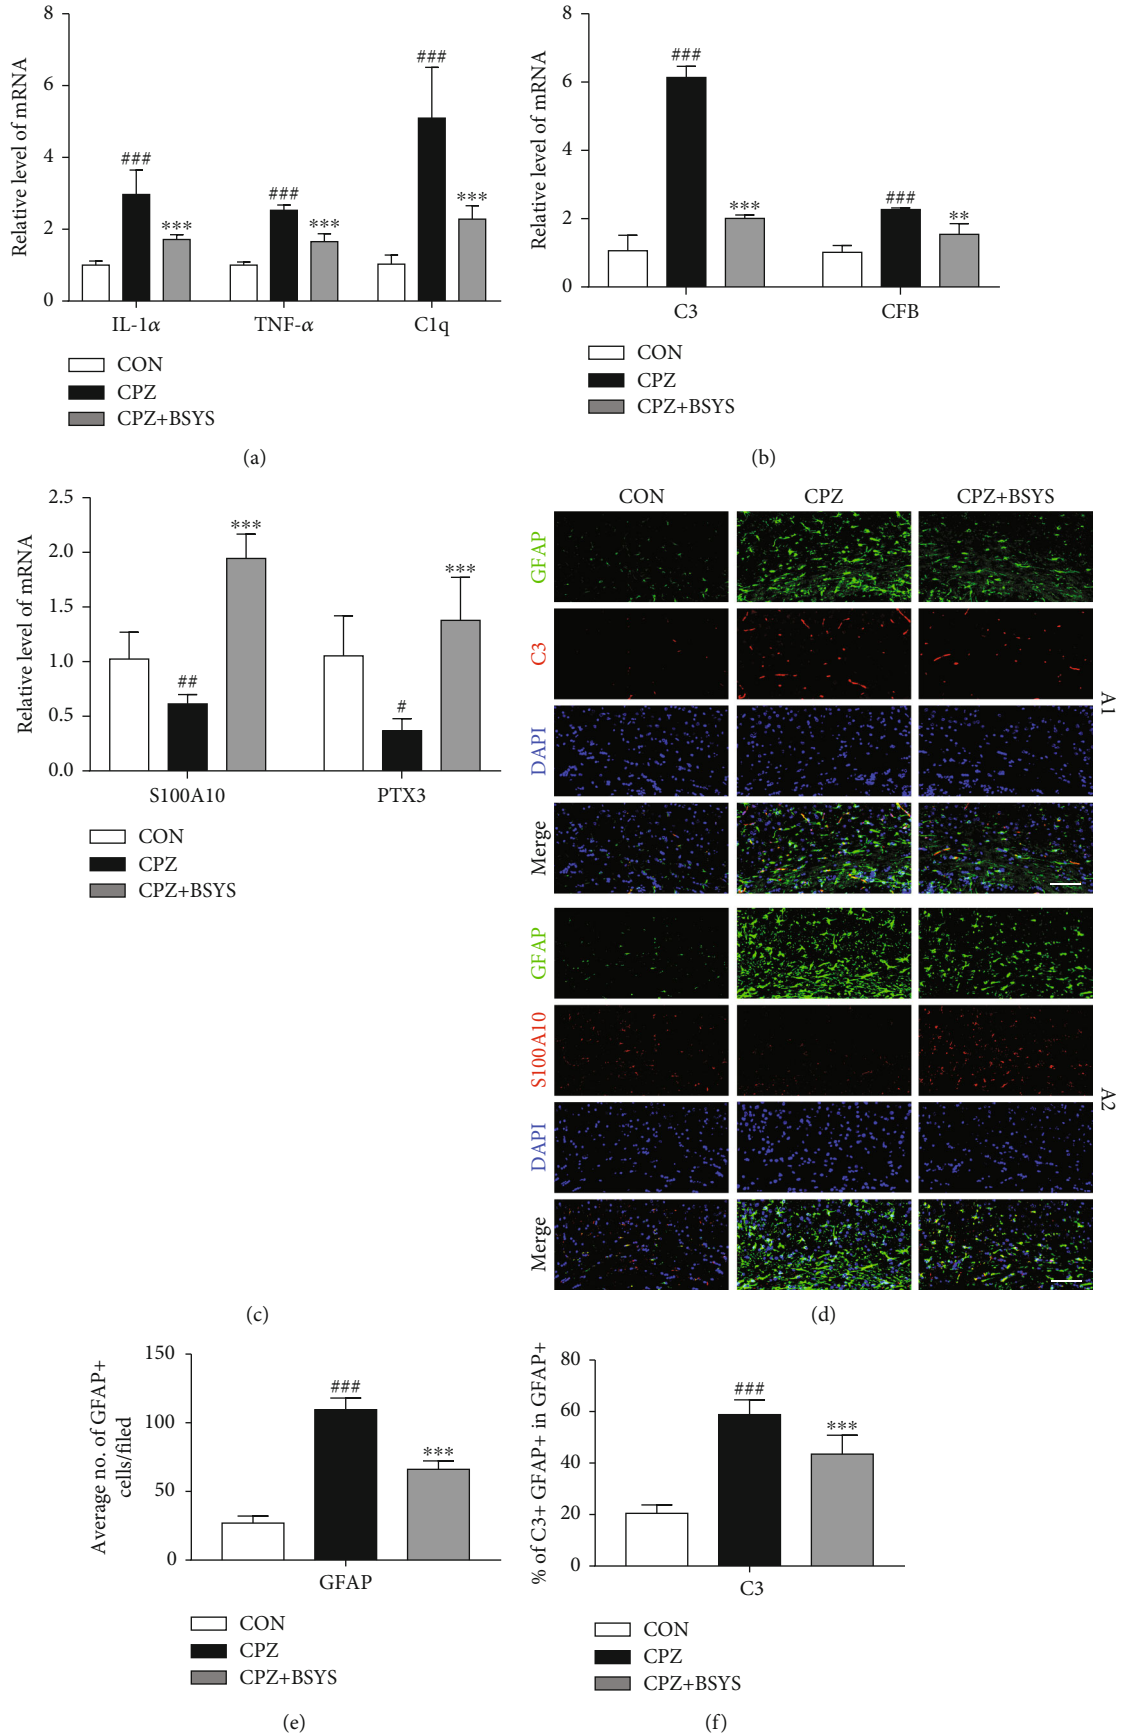 Relative level of mRNA
8
6
4
2
0
###
***
###
***
###
***
IL-1α
TNF-α
C1q
CON
CPZ
CPZ+BSYS
(a)
Relative level of mRNA
8
6
4
2
0
###
***
###
**
C3
CFB
CON
CPZ
CPZ+BSYS
(b)
Relative level of mRNA
2.5
2.0
1.5
1.0
0.5
0.0
##
***
#
***
S100A10
PTX3
CON
CPZ
CPZ+BSYS
(c)
CON
CPZ
CPZ+BSYS
GFAP
C3
DAPI
Merge
A1
GFAP
S100A10
DAPI
Merge
A2
(d)
Average no. of GFAP+
cells/filed
150
100
50
0
###
***
GFAP
CON
CPZ
CPZ+BSYS
(e)
% of C3+ GFAP+ in GFAP+
80
60
40
20
0
###
***
C3
CON
CPZ
CPZ+BSYS
(f)